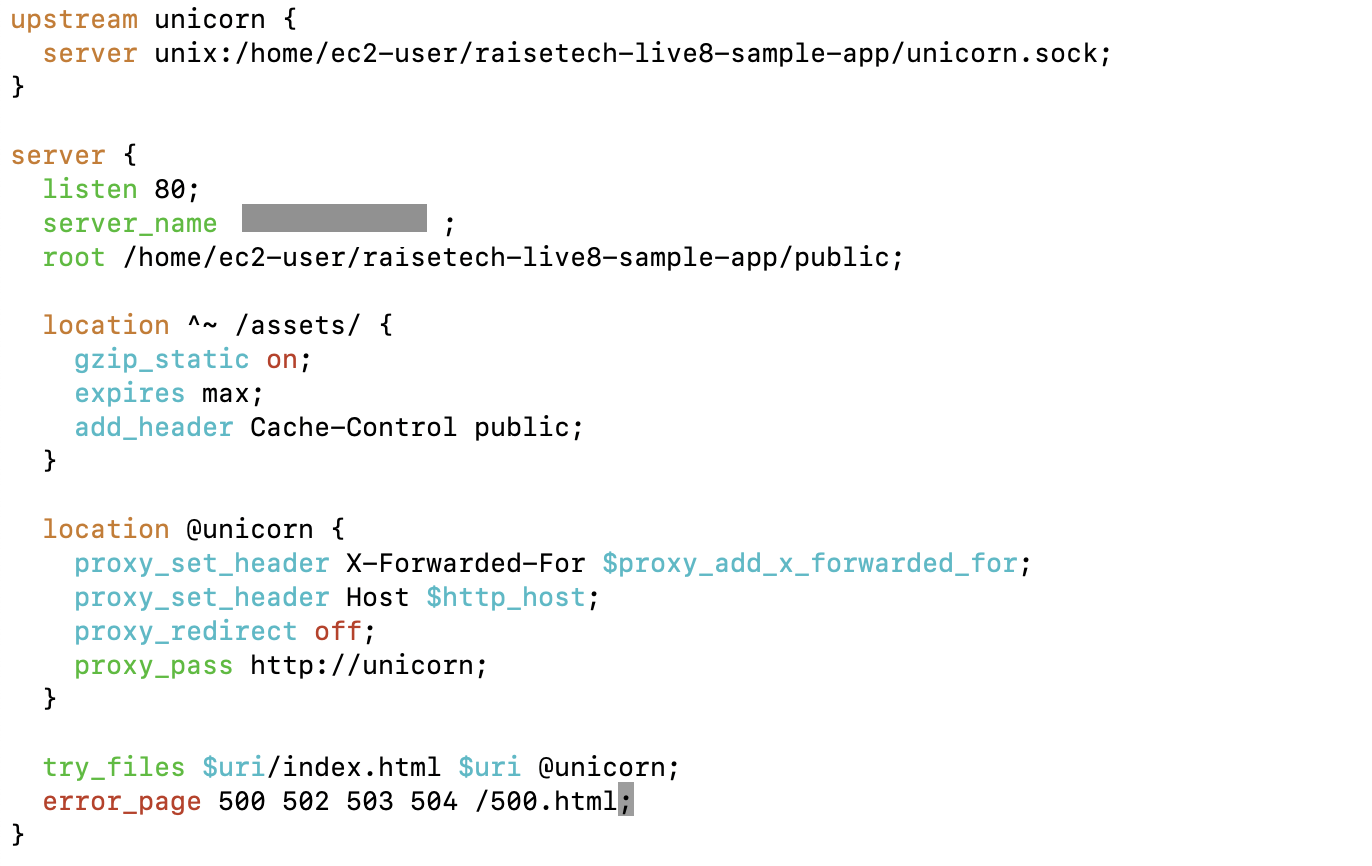 upstream unicorn {
  server unix:/home/ec2-user/raisetech-live8-sample-app/unicorn.sock;
}

server {
  listen 80;
  server_name ;
  root /home/ec2-user/raisetech-live8-sample-app/public;

  location ^~ /assets/ {
    gzip_static on;
    expires max;
    add_header Cache-Control public;
  }

  location @unicorn {
    proxy_set_header X-Forwarded-For $proxy_add_x_forwarded_for;
    proxy_set_header Host $http_host;
    proxy_redirect off;
    proxy_pass http://unicorn;
  }

  try_files $uri/index.html $uri @unicorn;
  error_page 500 502 503 504 /500.html;
}